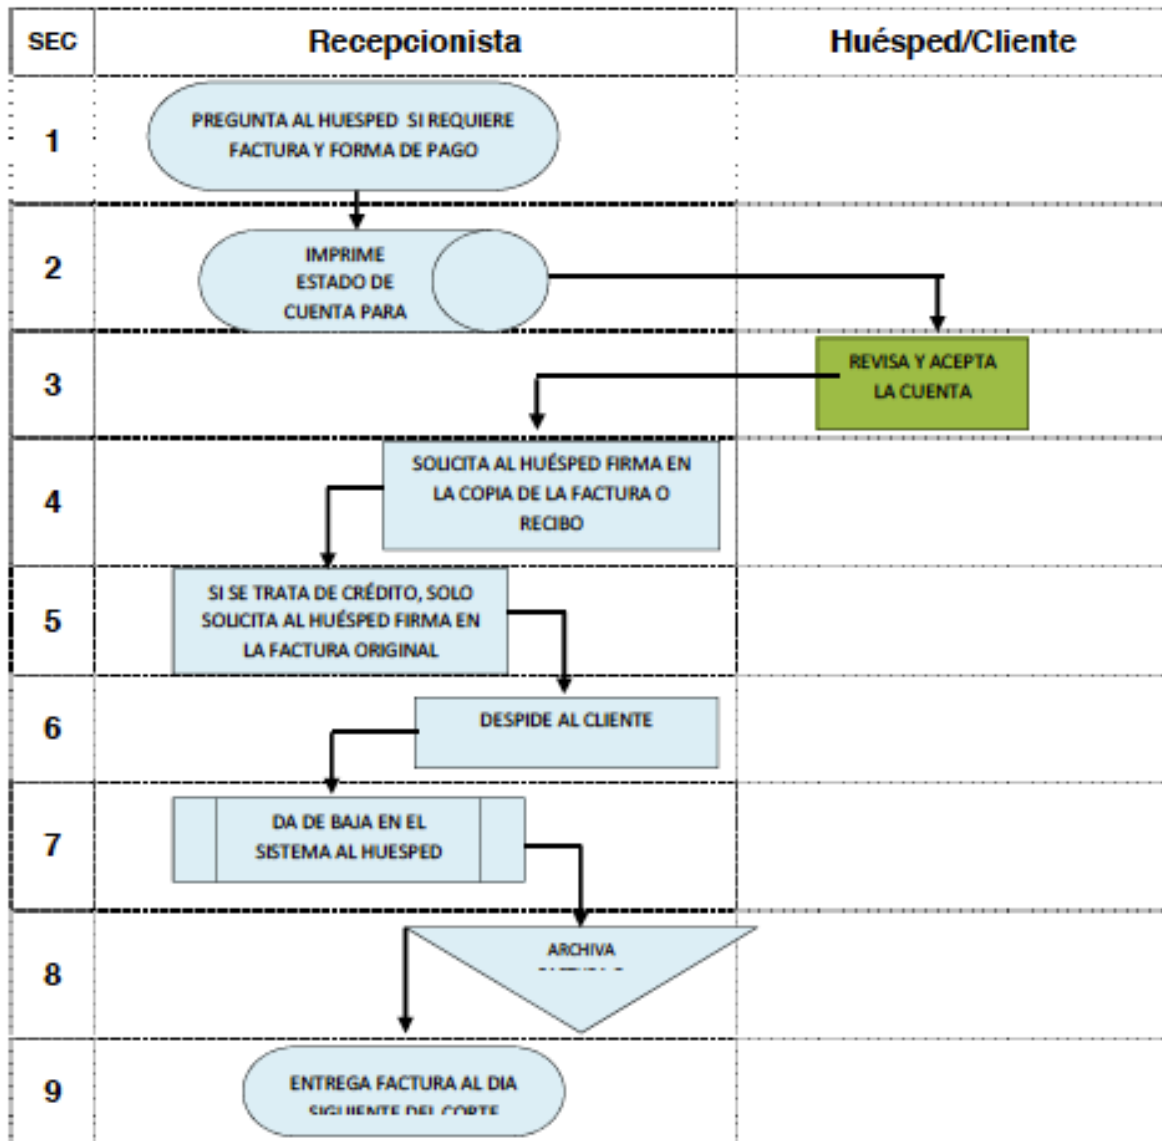 SEC Recepcionista Huésped/Cliente
1
PREGUNTA AL HUESPED SI REQUIERE
FACTURA Y FORMA DE PAGO
2
IMPRIME
ESTADO DE
CUENTA PARA
3
REVISA Y ACEPTA
LA CUENTA
4
SOLICITA AL HUÉSPED FIRMA EN
LA COPIA DE LA FACTURA O
RECIBO
5
SI SE TRATA DE CRÉDITO, SOLO
SOLICITA AL HUÉSPED FIRMA EN
LA FACTURA ORIGINAL
6
DESPIDE AL CLIENTE
7
DA DE BAJA EN EL
SISTEMA AL HUESPED
8
ARCHIVA
9
ENTREGA FACTURA AL DIA
SIGUIENTE DEL CORTE